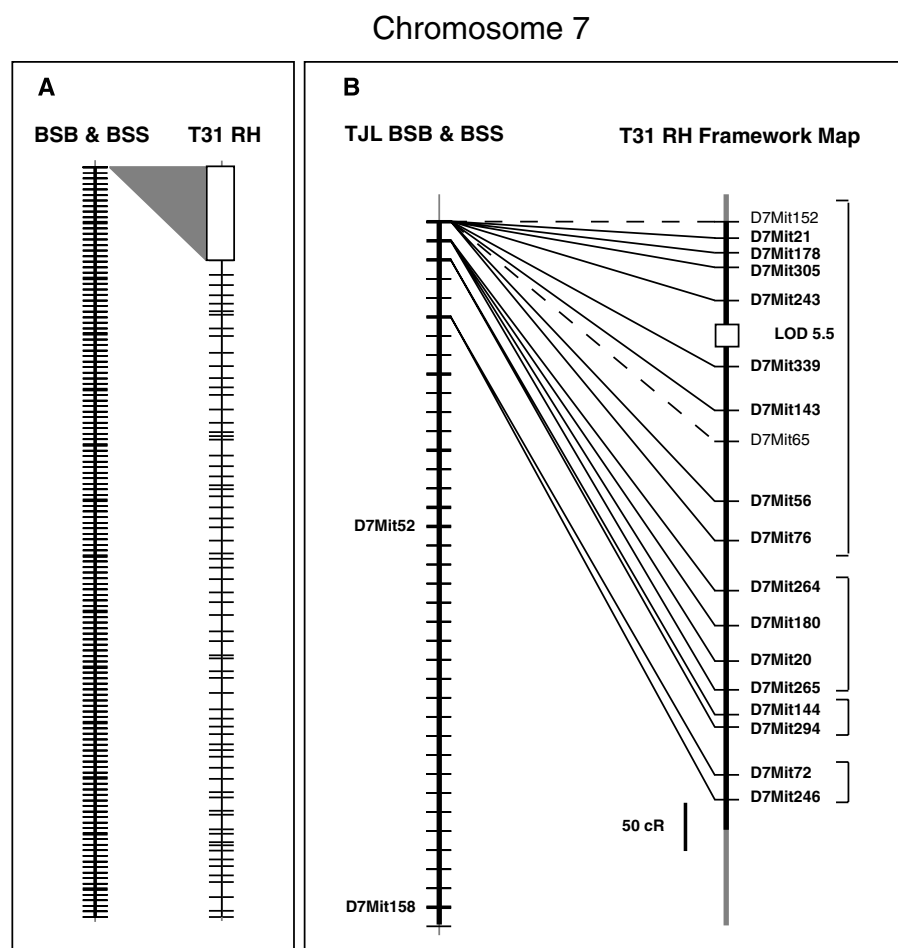 Chromosome 7
A
BSB & BSS
T31 RH
B
TJL BSB & BSS
T31 RH Framework Map
D7Mit152
D7Mit21
D7Mit178
D7Mit305
D7Mit243
LOD 5.5
D7Mit339
D7Mit143
D7Mit65
D7Mit56
D7Mit52
D7Mit76
D7Mit264
D7Mit180
D7Mit20
D7Mit265
D7Mit144
D7Mit294
D7Mit72
D7Mit246
50 cR
D7Mit158